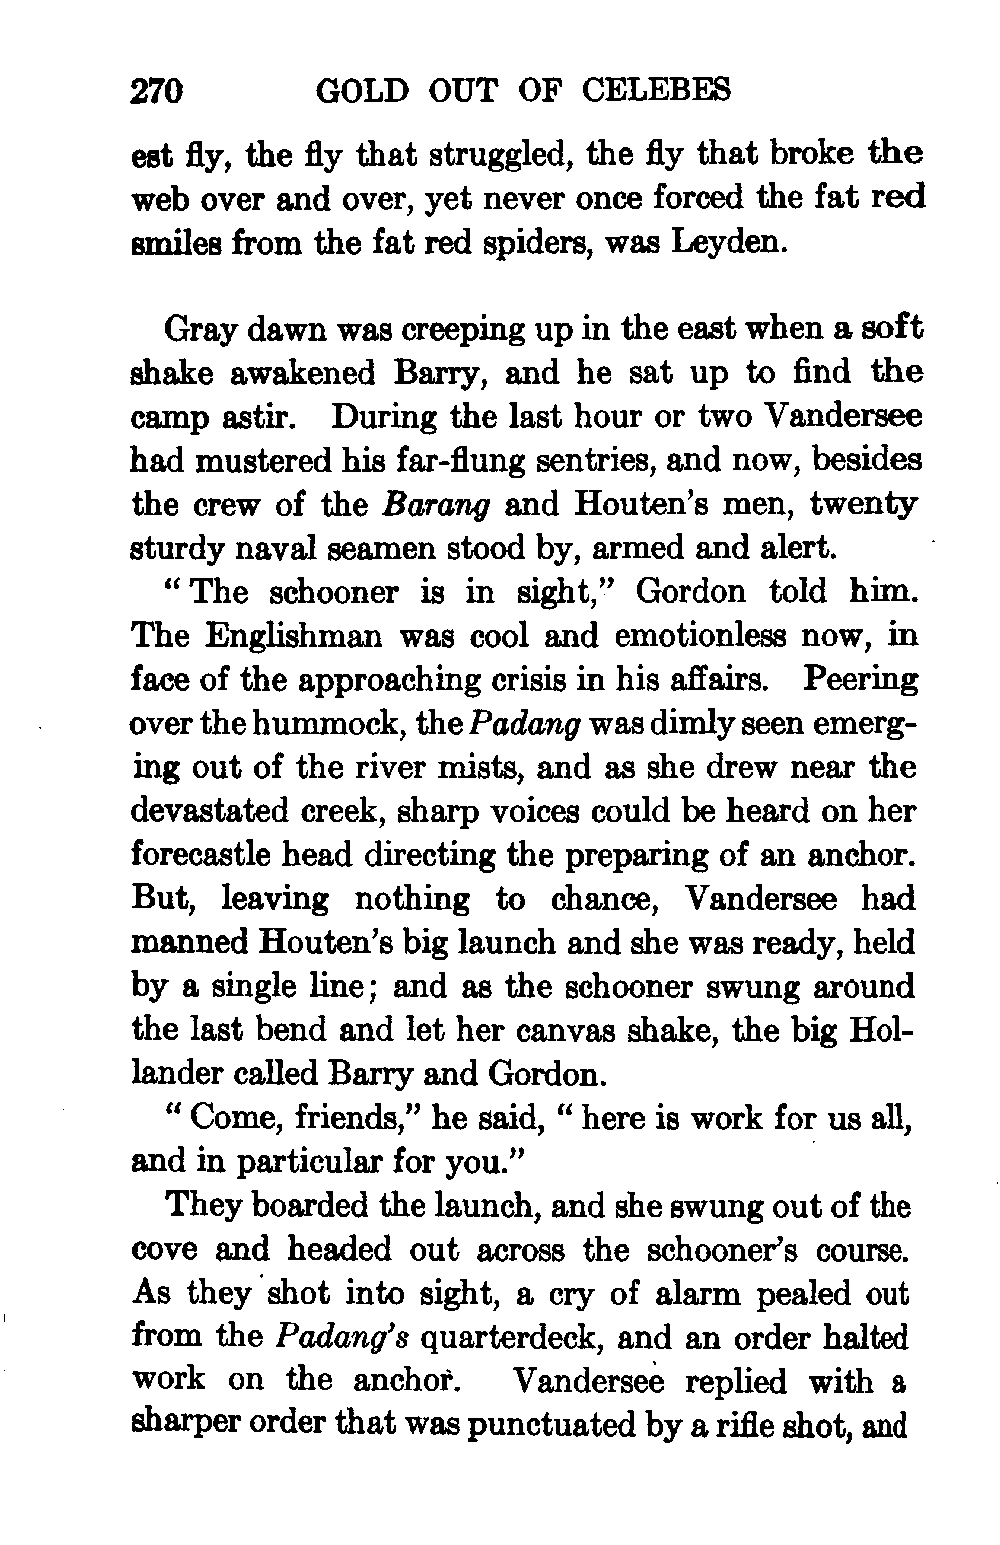 270 GOLD OUT OF CELEBES
est fly, the fly that struggled, the fly that broke the
web over and over, yet never once forced the fat red
smiles from the fat red spiders, was Leyden.
Gray dawn was creeping up in the east when a soft
shake awakened Barry, and he sat up to find the
camp astir. During the last hour or two Vandersee
had mustered his far-flung sentries, and now, besides
the crew of the Barang and Houten's men, twenty
sturdy naval seamen stood by, armed and alert.
" The schooner is in sight," Gordon told him.
The Englishman was cool and emotionless now, in
face of the approaching crisis in his affairs. Peering
over the hummock, the Padang was dimly seen emerg-
ing out of the river mists, and as she drew near the
devastated creek, sharp voices could be heard on her
forecastle head directing the preparing of an anchor.
But, leaving nothing to chance, Vandersee had
manned Houten's big launch and she was ready, held
by a single line; and as the schooner swung around
the last bend and let her canvas shake, the big Hol-
lander called Barry and Gordon.
" Come, friends," he said, " here is work for us all,
and in particular for you."
They boarded the launch, and she swung out of the
cove and headed out across the schooner's course.
As they shot into sight, a cry of alarm pealed out
from the Padang's quarterdeck, and an order halted
work on the anchor. Vandersee replied with a
sharper order that was punctuated by a rifle shot, and